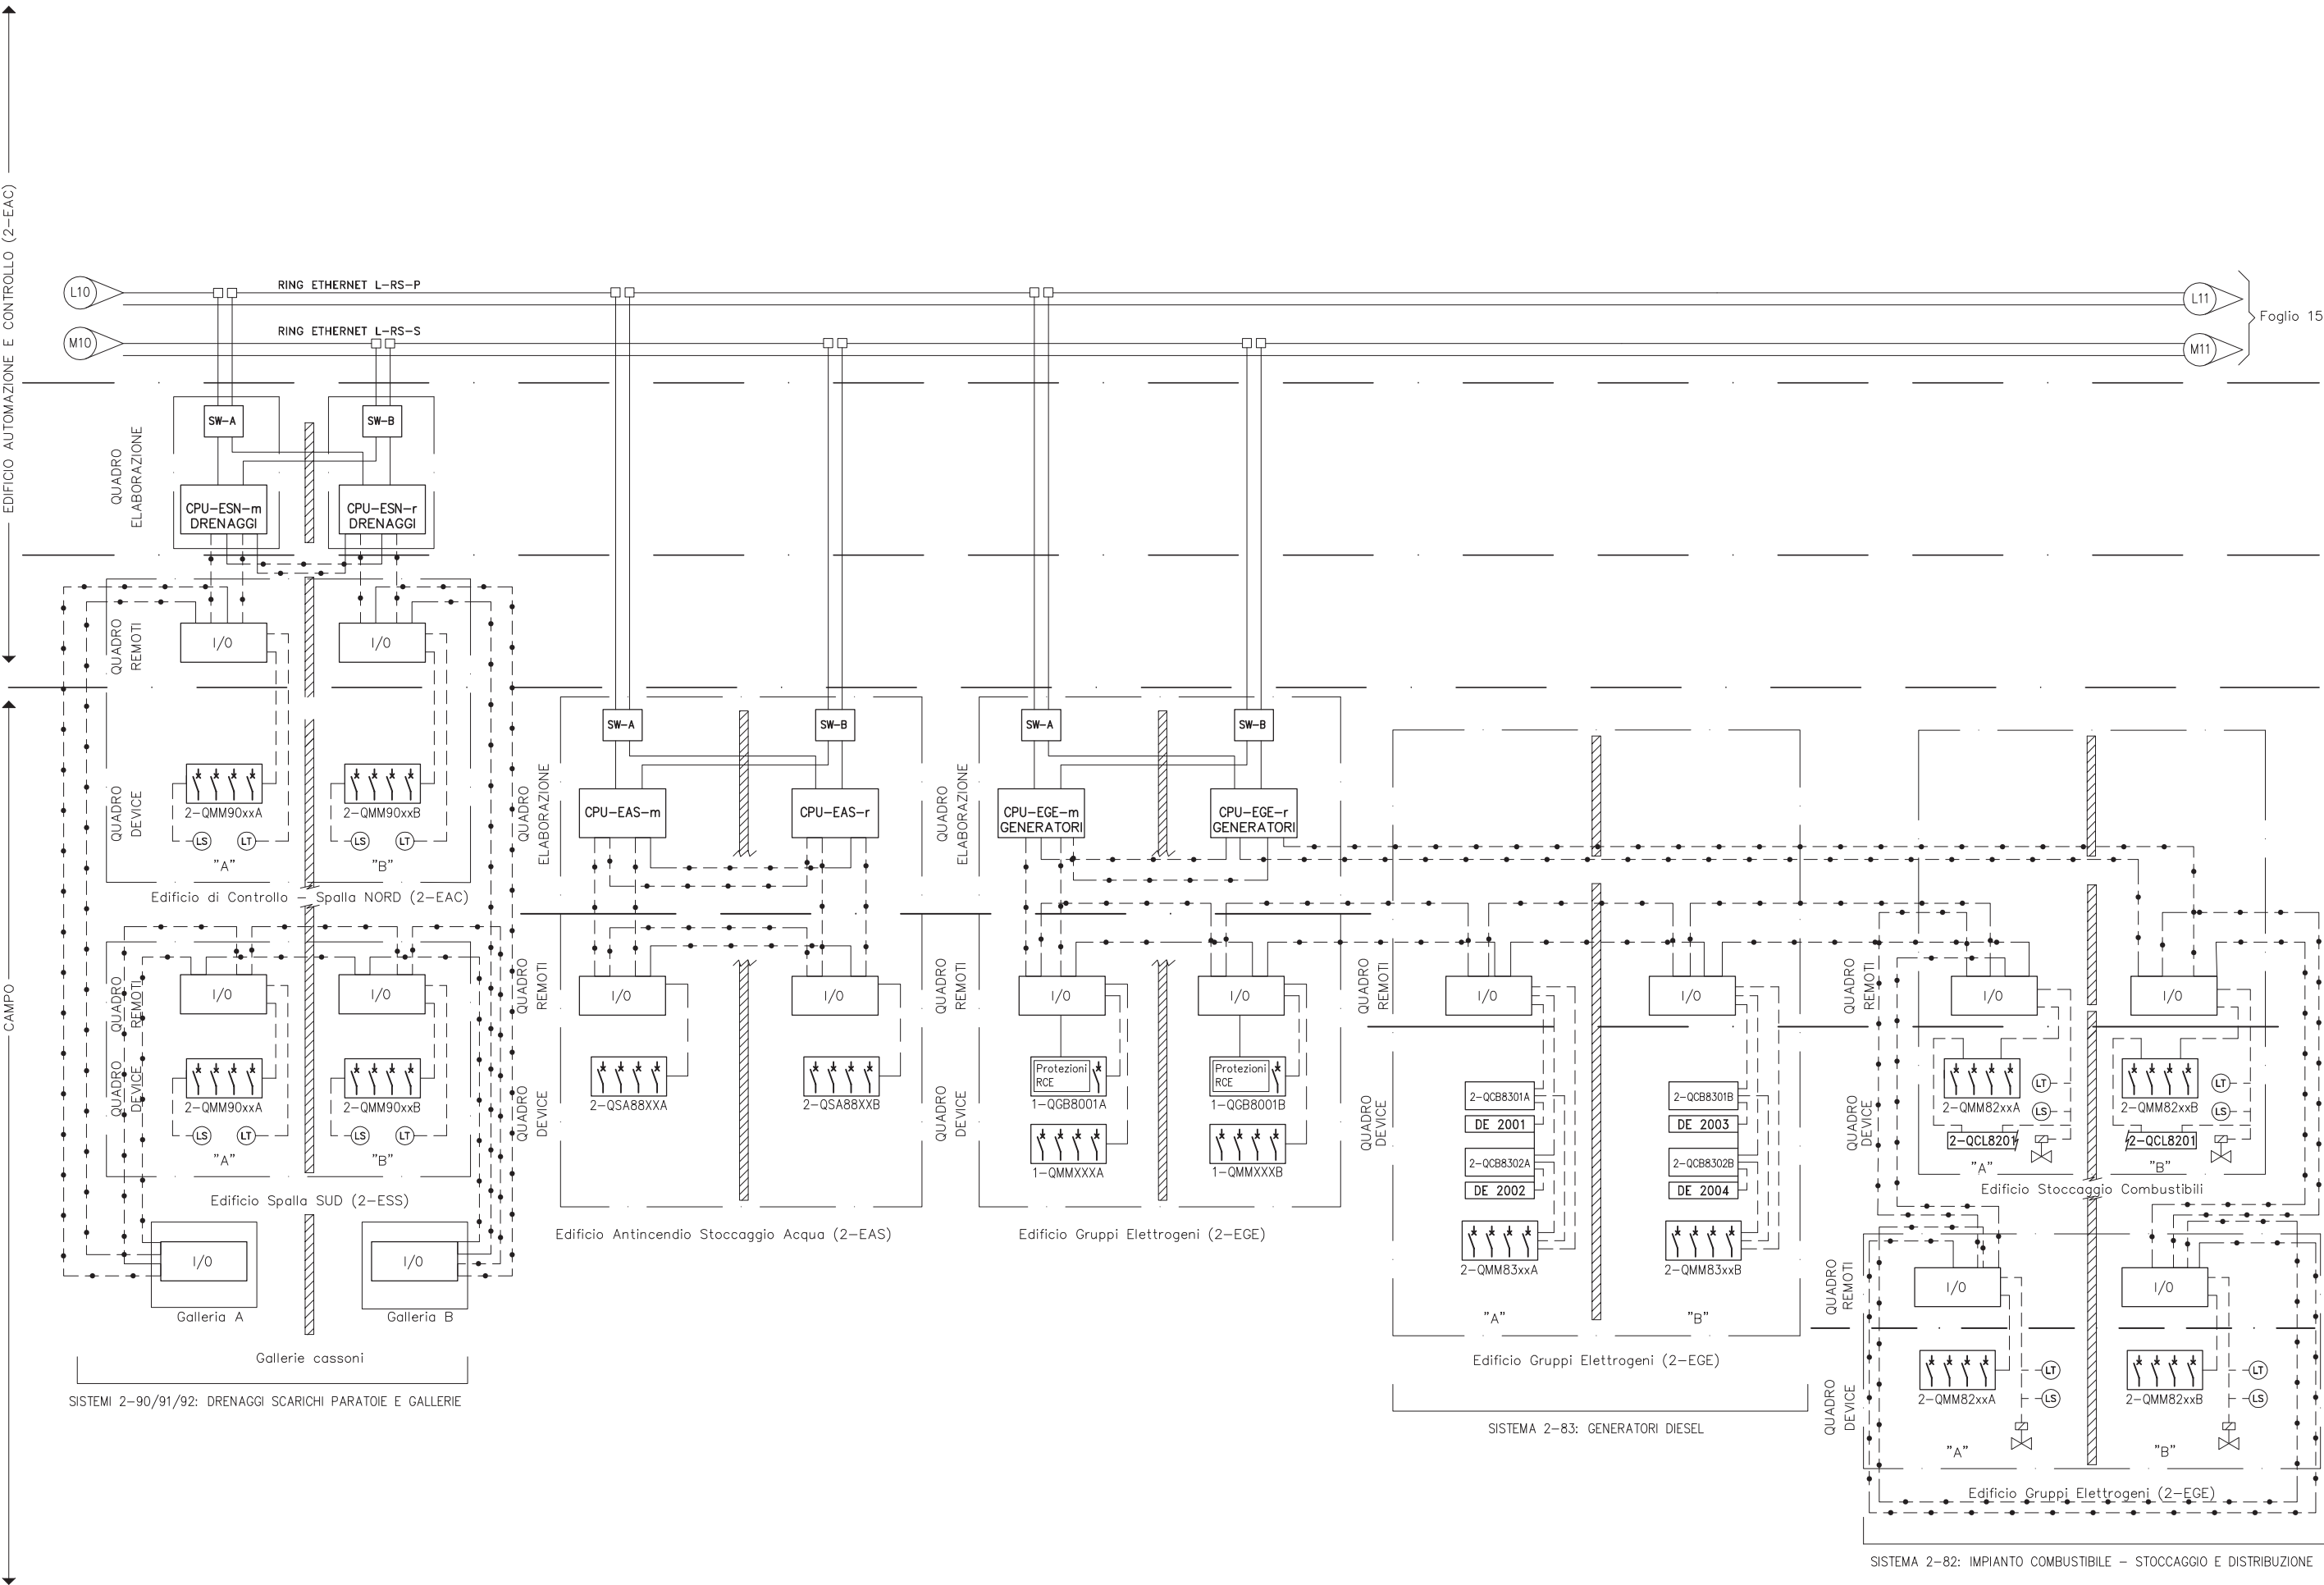 EDIFICIO AUTOMAZIONE E CONTROLLO (2-EAC)
CAMPO
L10
RING ETHERNET L-RS-P
L11
M10
RING ETHERNET L-RS-S
M11
Foglio 15
QUADRO
ELABORAZIONE
SW-A
SW-B
CPU-ESN-m
DRENAGGI
CPU-ESN-r
DRENAGGI
QUADRO
REMOTI
I/O
I/O
QUADRO
DEVICE
2-QMM90xxA
2-QMM90xxB
LS
LT
LS
LT
"A"
"B"
Edificio di Controllo - Spalla NORD (2-EAC)
QUADRO
REMOTI
I/O
I/O
QUADRO
DEVICE
2-QMM90xxA
2-QMM90xxB
LS
LT
LS
LT
"A"
"B"
Edificio Spalla SUD (2-ESS)
I/O
I/O
Galleria A
Galleria B
Gallerie cassoni
SISTEMI 2-90/91/92: DRENAGGI SCARICHI PARATOIE E GALLERIE
QUADRO
ELABORAZIONE
SW-A
SW-B
CPU-EAS-m
CPU-EAS-r
QUADRO
REMOTI
I/O
I/O
QUADRO
DEVICE
2-QSA88XXA
2-QSA88XXB
Edificio Antincendio Stoccaggio Acqua (2-EAS)
QUADRO
ELABORAZIONE
SW-A
SW-B
CPU-EGE-m
GENERATORI
CPU-EGE-r
GENERATORI
QUADRO
REMOTI
I/O
I/O
QUADRO
DEVICE
Protezioni
RCE
Protezioni
RCE
1-QGB8001A
1-QGB8001B
1-QMMXXXA
1-QMMXXXB
Edificio Gruppi Elettrogeni (2-EGE)
QUADRO
REMOTI
I/O
I/O
QUADRO
DEVICE
2-QCB8301A
2-QCB8301B
DE 2001
DE 2003
2-QCB8302A
2-QCB8302B
DE 2002
DE 2004
2-QMM83xxA
2-QMM83xxB
"A"
"B"
Edificio Gruppi Elettrogeni (2-EGE)
SISTEMA 2-83: GENERATORI DIESEL
QUADRO
REMOTI
I/O
I/O
QUADRO
DEVICE
LT
LT
2-QMM82xxA
2-QMM82xxB
LS
LS
2-QCL8201
2-QCL8201
"A"
"B"
Edificio Stoccaggio Combustibili
QUADRO
REMOTI
I/O
I/O
QUADRO
DEVICE
LT
LT
2-QMM82xxA
2-QMM82xxB
LS
LS
"A"
"B"
Edificio Gruppi Elettrogeni (2-EGE)
SISTEMA 2-82: IMPIANTO COMBUSTIBILE - STOCCAGGIO E DISTRIBUZIONE